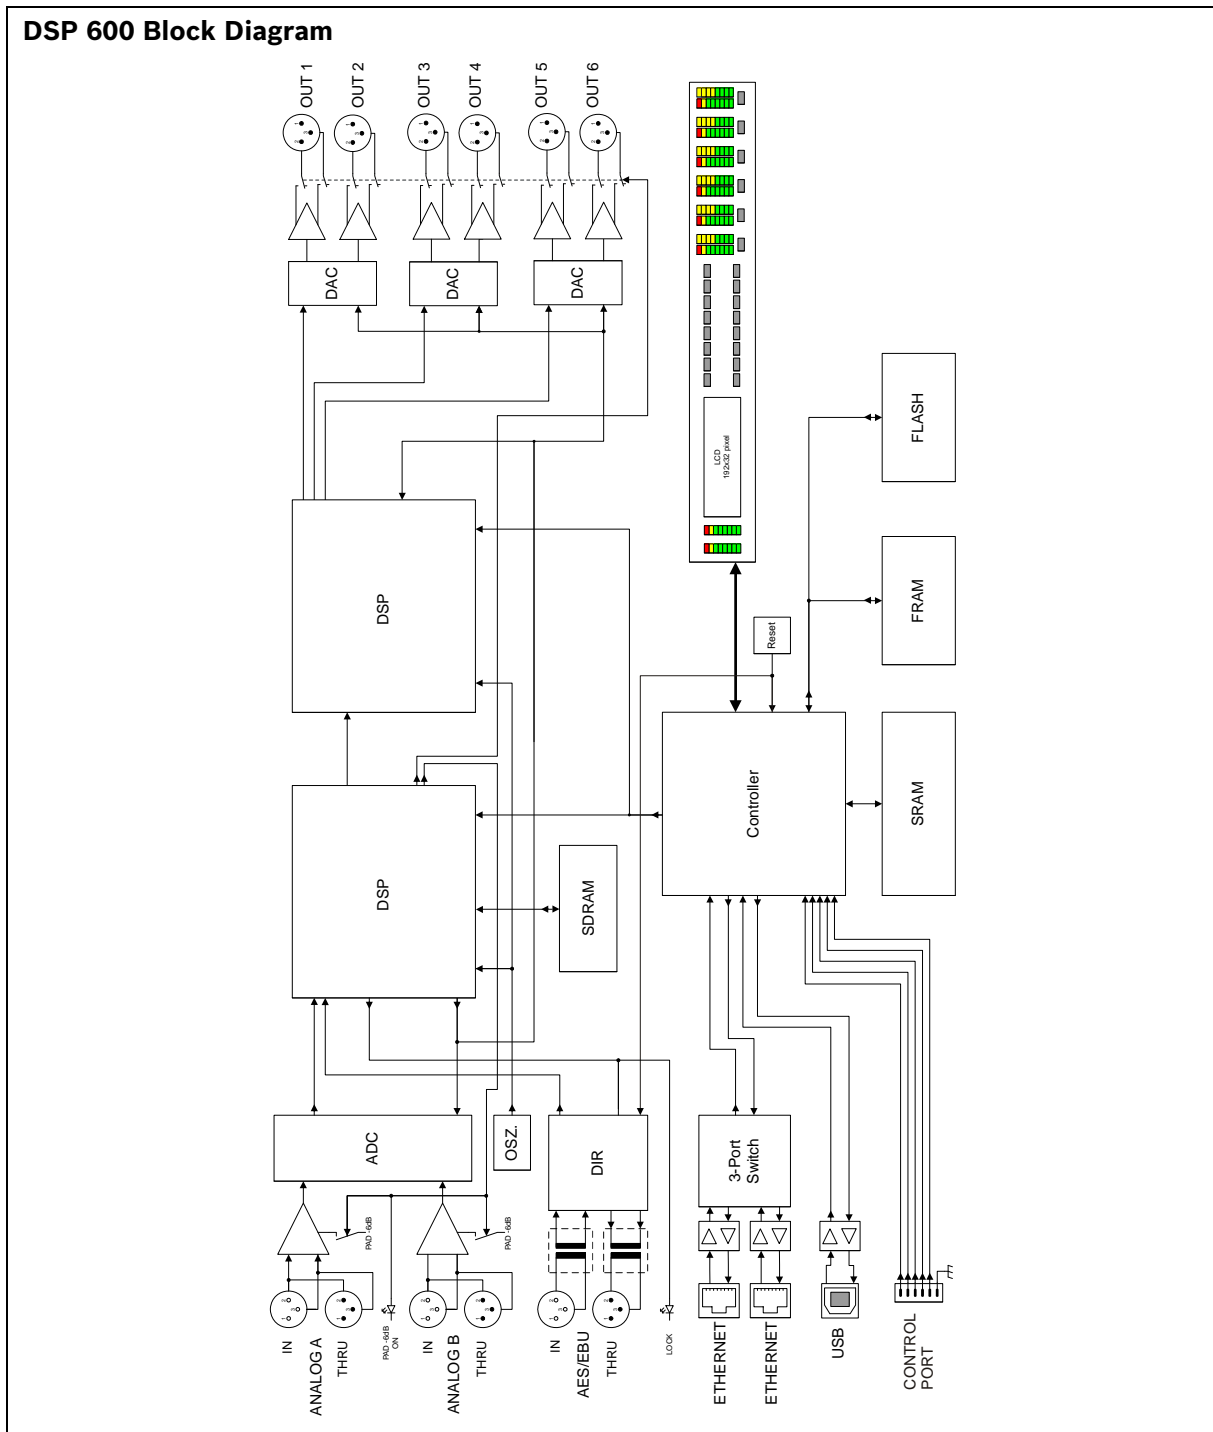 DSP 600 Block Diagram
OUT 1
OUT 2
OUT 3
OUT 4
OUT 5
OUT 6
DAC
DAC
DAC
LCD
192x32 pixel
FLASH
DSP
FRAM
Reset
DSP
Controller
SRAM
SDRAM
ADC
OSZ.
DIR
3-Port
Switch
PAD -6dB
PAD -6dB
IN
THRU
ANALOG A
PAD -6dB
ON
IN
THRU
ANALOG B
IN
THRU
AES/EBU
LOCK
ETHERNET
ETHERNET
USB
CONTROL
PORT